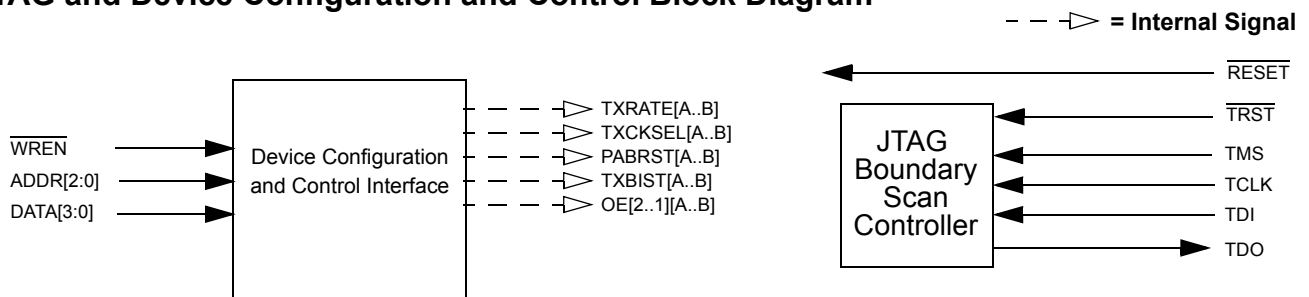 JTAG and Device Configuration and Control Block Diagram
= Internal Signal
WREN
ADDR[2:0]
DATA[3:0]
Device Configuration
and Control Interface
TXRATE[A..B]
TXCKSEL[A..B]
PABRST[A..B]
TXBIST[A..B]
OE[2..1][A..B]
JTAG
Boundary
Scan
Controller
RESET
TRST
TMS
TCLK
TDI
TDO